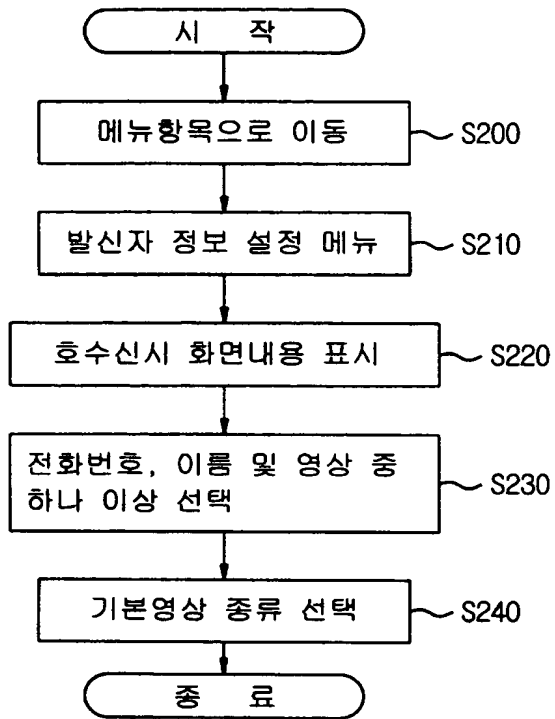 시 작
메뉴항목으로 이동
S200
발신자 정보 설정 메뉴
S210
호수신시 화면내용 표시
S220
전화번호, 이름 및 영상 중
하나 이상 선택
S230
기본영상 종류 선택
S240
종 료